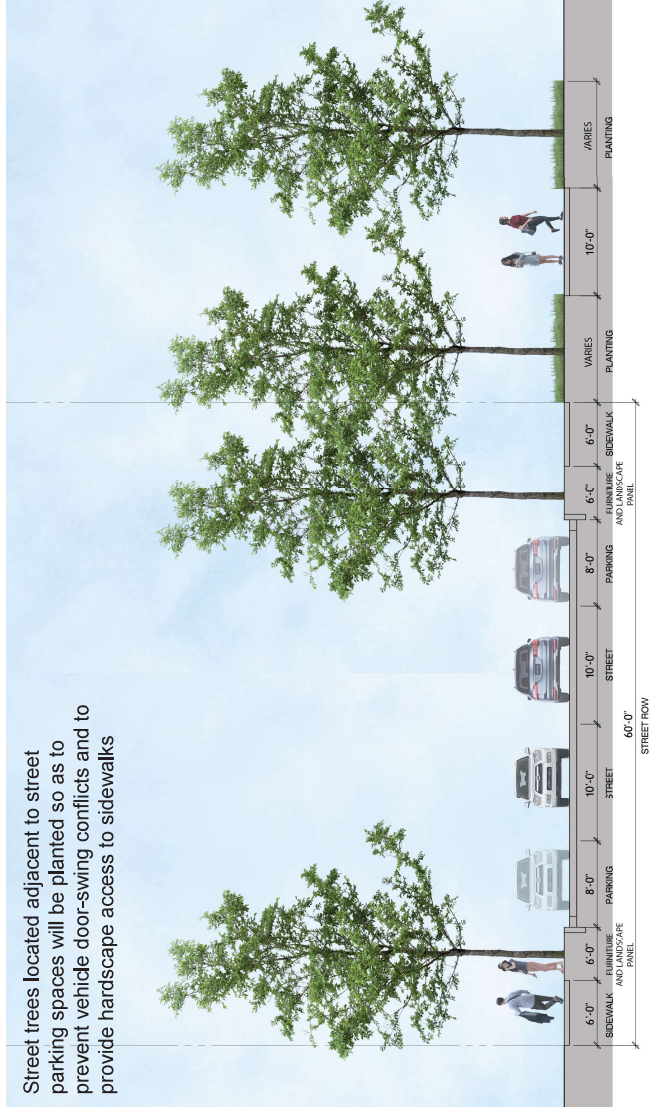 Street trees located adjacent to street
parking spaces will be planted so as to
prevent vehicle door-swing conflicts and to
provide hardscape access to sidewalks
6'-0"
6'-0"
8'-0"
10'-0"
10'-0"
8'-0"
6'-0"
6'-0"
VARIES
10'-0"
VARIES
SIDEWALK
FURNITURE
AND LANDSCAPE
PANEL
PARKING
STREET
STREET
PARKING
FURNITURE
AND LANDSCAPE
PANEL
SIDEWALK
PLANTING
PLANTING
60'-0"
STREET ROW